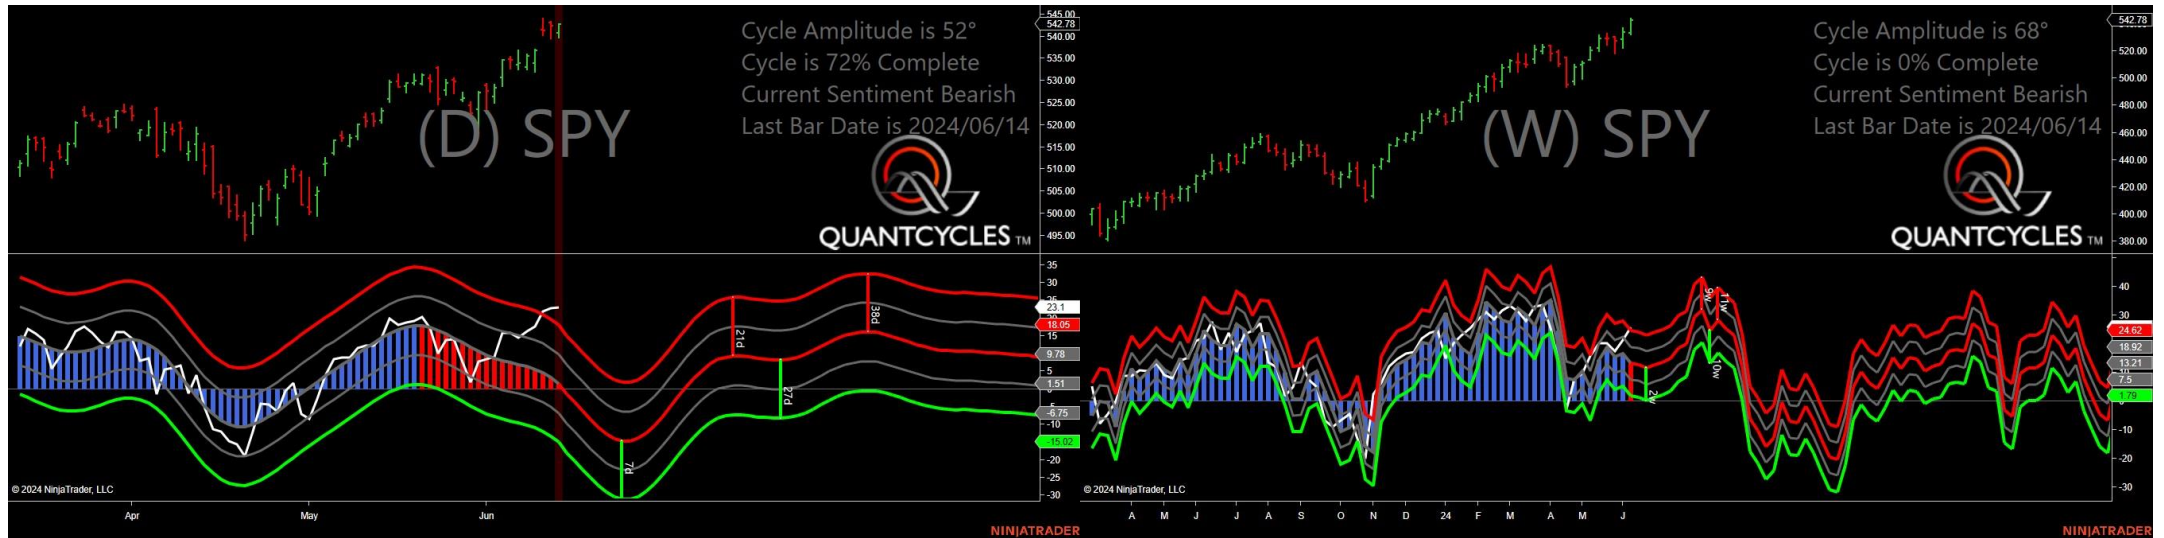 Cycle Amplitude is 52°
Cycle is 72% Complete
Current Sentiment Bearish
Last Bar Date is 2024/06/14
(D) SPY
QUANTCYCLES TM
545.00
542.78
540.00
535.00
530.00
525.00
520.00
515.00
510.00
505.00
500.00
495.00
35
30
23.1
18.05
15
9.78
5
1.51
-6.75
-10
-15.02
-20
-25
-30
7d
21d
27d
38d
© 2024 NinjaTrader, LLC
Apr May Jun
NINJATRADER
Cycle Amplitude is 68°
Cycle is 0% Complete
Current Sentiment Bearish
Last Bar Date is 2024/06/14
(W) SPY
QUANTCYCLES TM
542.78
520.00
500.00
480.00
460.00
440.00
420.00
400.00
380.00
40
30
24.62
18.92
13.21
7.5
1.79
-10
-20
-30
2w
9w
10w
11w
© 2024 NinjaTrader, LLC
A M J J A S O N D 24 F M A M J
NINJATRADER